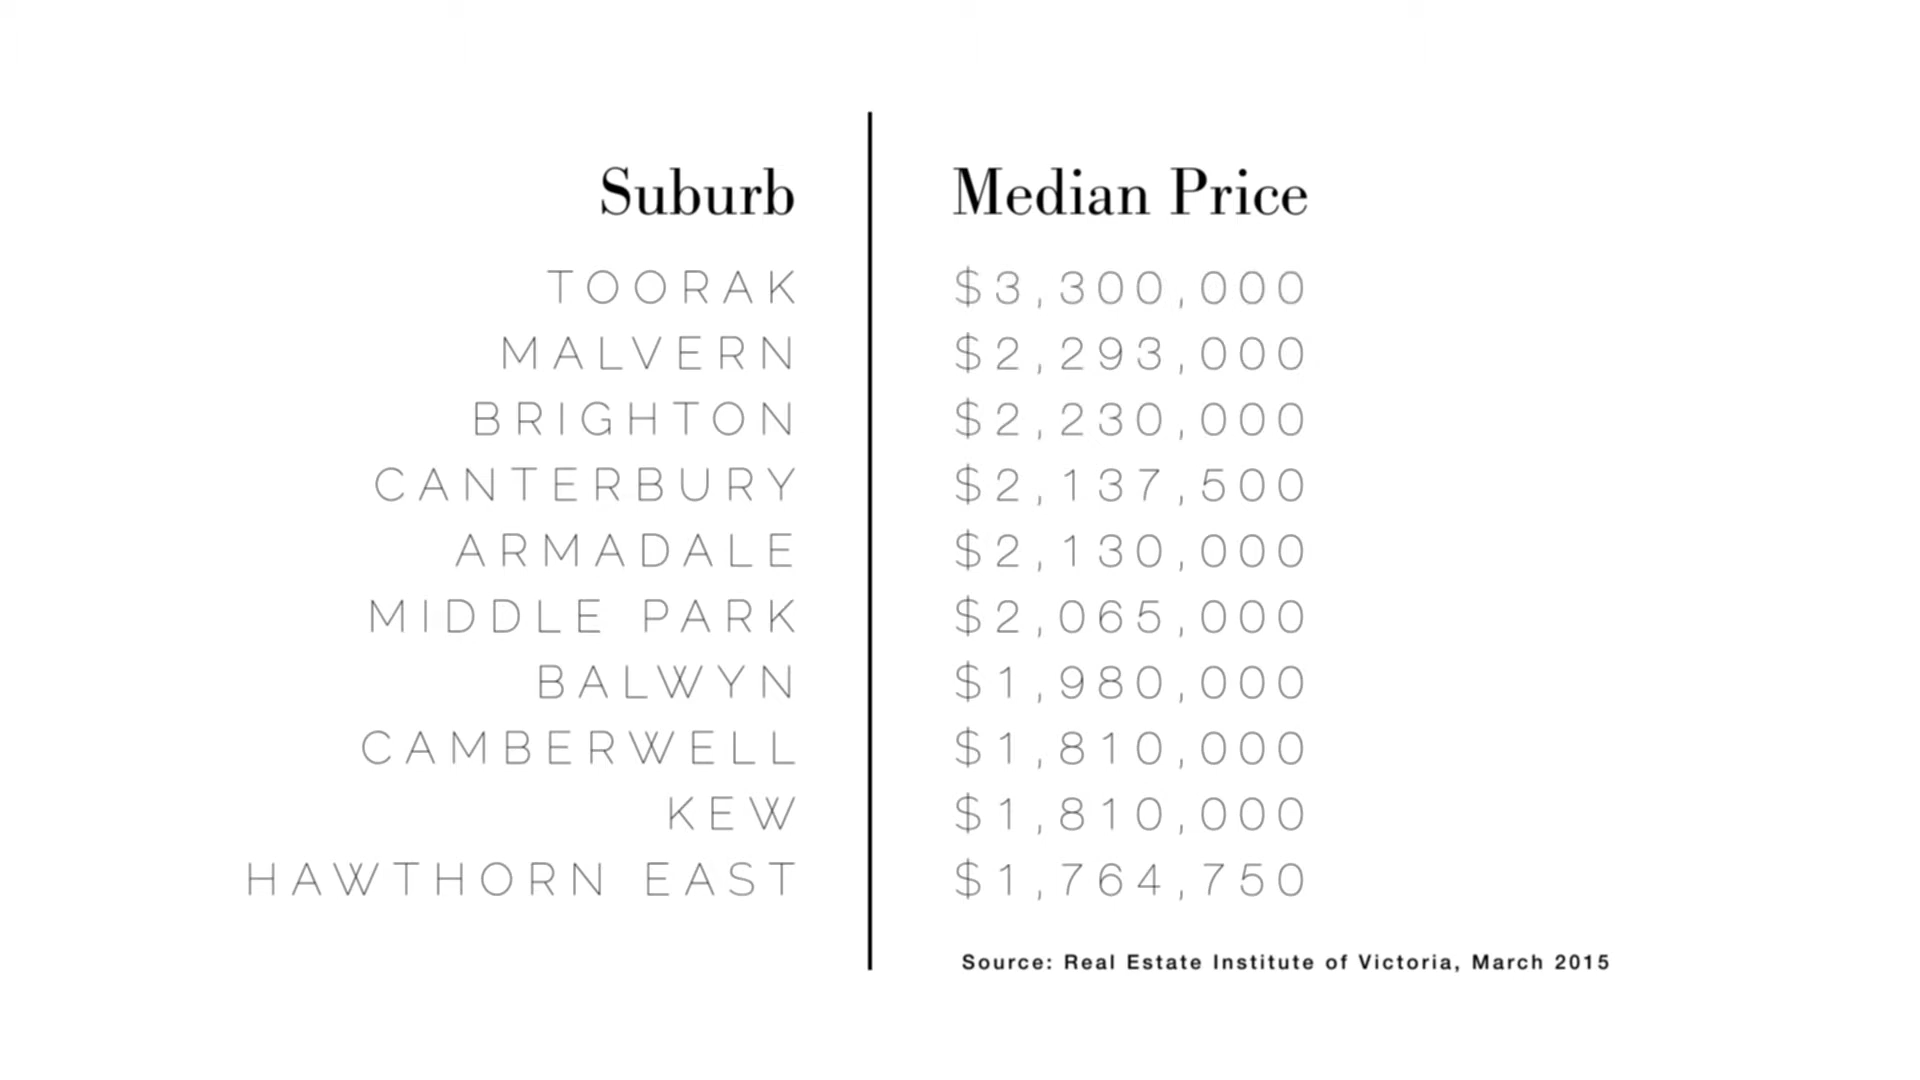 Suburb Median Price
TOORAK $3,300,000
MALVERN $2,293,000
BRIGHTON $2,230,000
CANTERBURY $2,137,500
ARMADALE $2,130,000
MIDDLE PARK $2,065,000
BALWYN $1,980,000
CAMBERWELL $1,810,000
KEW $1,810,000
HAWTHORN EAST $1,764,750
Source: Real Estate Institute of Victoria, March 2015